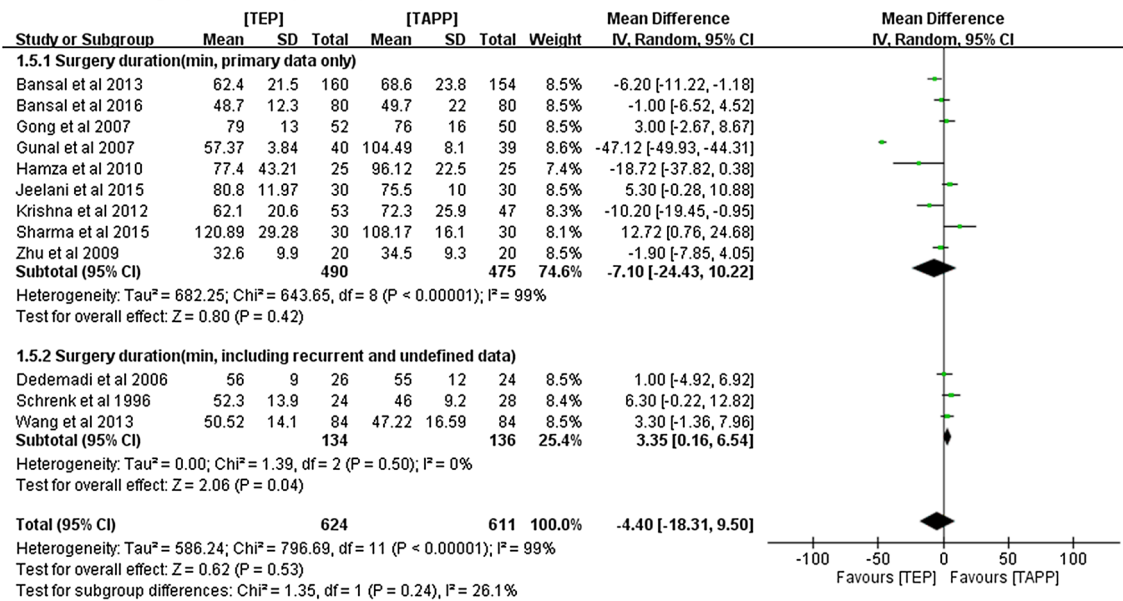 [TEP] [TAPP] Mean Difference Mean Difference
Study or Subgroup Mean SD Total Mean SD Total Weight IV, Random, 95% CI IV, Random, 95% CI
1.5.1 Surgery duration(min, primary data only)
Bansal et al 2013 62.4 21.5 160 68.6 23.8 154 8.5% -6.20 [-11.22, -1.18]
Bansal et al 2016 48.7 12.3 80 49.7 22 80 8.5% -1.00 [-6.52, 4.52]
Gong et al 2007 79 13 52 76 16 50 8.5% 3.00 [-2.67, 8.67]
Gunal et al 2007 57.37 3.84 40 104.49 8.1 39 8.6% -47.12 [-49.93, -44.31]
Hamza et al 2010 77.4 43.21 25 96.12 22.5 25 7.4% -18.72 [-37.82, 0.38]
Jeelani et al 2015 80.8 11.97 30 75.5 10 30 8.5% 5.30 [-0.28, 10.88]
Krishna et al 2012 62.1 20.6 53 72.3 25.9 47 8.3% -10.20 [-19.45, -0.95]
Sharma et al 2015 120.89 29.28 30 108.17 16.1 30 8.1% 12.72 [0.76, 24.68]
Zhu et al 2009 32.6 9.9 20 34.5 9.3 20 8.5% -1.90 [-7.85, 4.05]
Subtotal (95% CI) 490 475 74.6% -7.10 [-24.43, 10.22]
Heterogeneity: Tau² = 682.25; Chi² = 643.65, df = 8 (P < 0.00001); I² = 99%
Test for overall effect: Z = 0.80 (P = 0.42)
1.5.2 Surgery duration(min, including recurrent and undefined data)
Dedemadi et al 2006 56 9 26 55 12 24 8.5% 1.00 [-4.92, 6.92]
Schrenk et al 1996 52.3 13.9 24 46 9.2 28 8.4% 6.30 [-0.22, 12.82]
Wang et al 2013 50.52 14.1 84 47.22 16.59 84 8.5% 3.30 [-1.36, 7.96]
Subtotal (95% CI) 134 136 25.4% 3.35 [0.16, 6.54]
Heterogeneity: Tau² = 0.00; Chi² = 1.39, df = 2 (P = 0.50); I² = 0%
Test for overall effect: Z = 2.06 (P = 0.04)
Total (95% CI) 624 611 100.0% -4.40 [-18.31, 9.50]
Heterogeneity: Tau² = 586.24; Chi² = 796.69, df = 11 (P < 0.00001); I² = 99%
Test for overall effect: Z = 0.62 (P = 0.53)
Test for subgroup differences: Chi² = 1.35, df = 1 (P = 0.24), I² = 26.1%
-100 -50 0 50 100
Favours [TEP] Favours [TAPP]